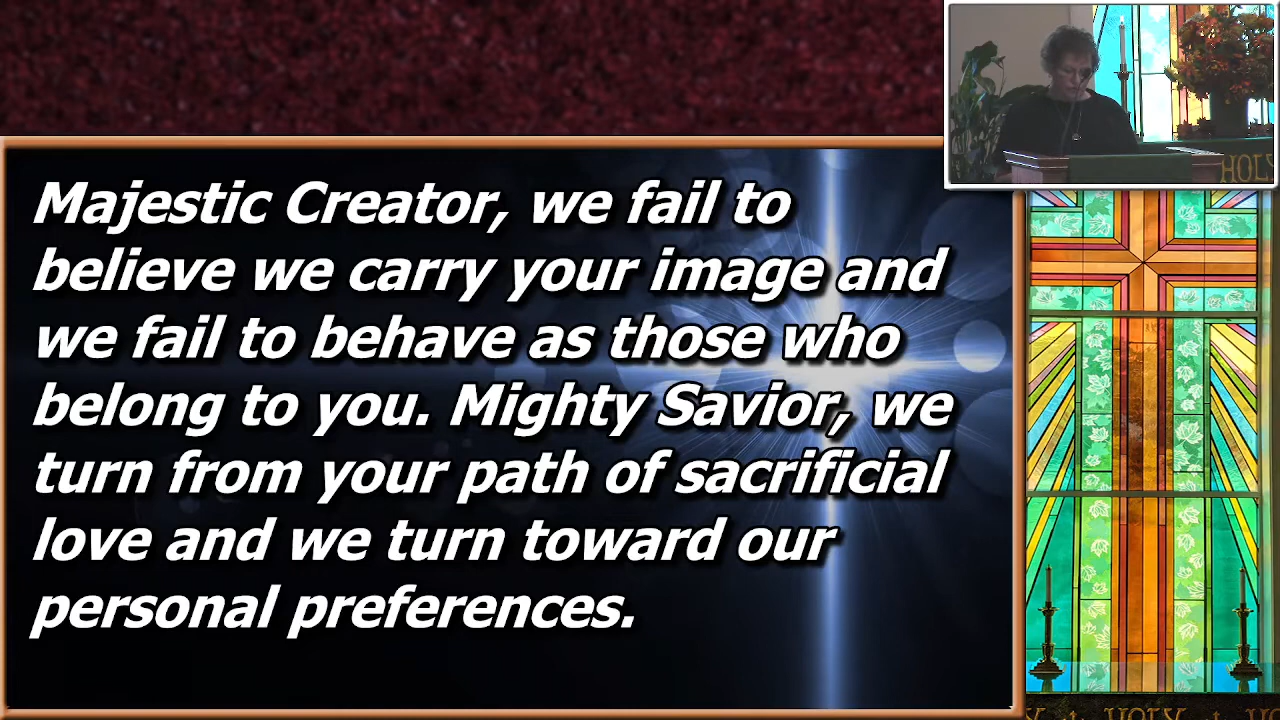 Majestic Creator, we fail to
believe we carry your image and
we fail to behave as those who
belong to you. Mighty Savior, we
turn from your path of sacrificial
love and we turn toward our
personal preferences.
HOLY
HOLY